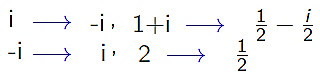 i ⟶ -i, 1+i ⟶ 1/2 − i/2
-i ⟶ i, 2 ⟶ 1/2